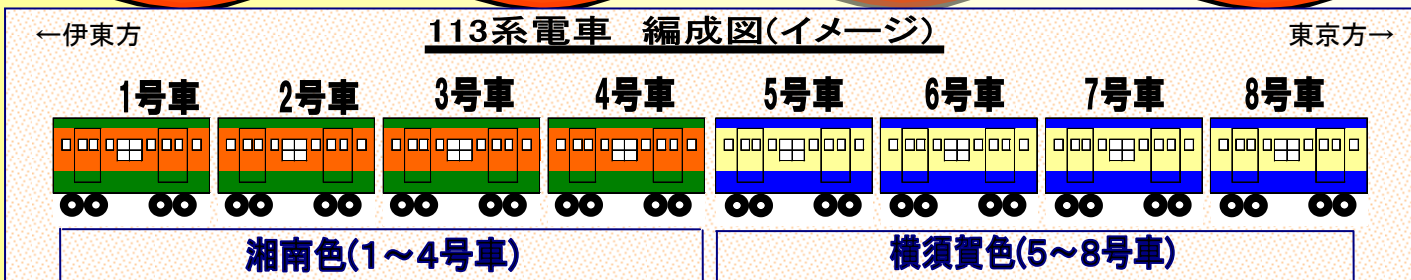 ←伊東方 113系電車 編成図(イメージ) 東京方→
1号車 2号車 3号車 4号車 5号車 6号車 7号車 8号車
湘南色(1～4号車) 横須賀色(5～8号車)